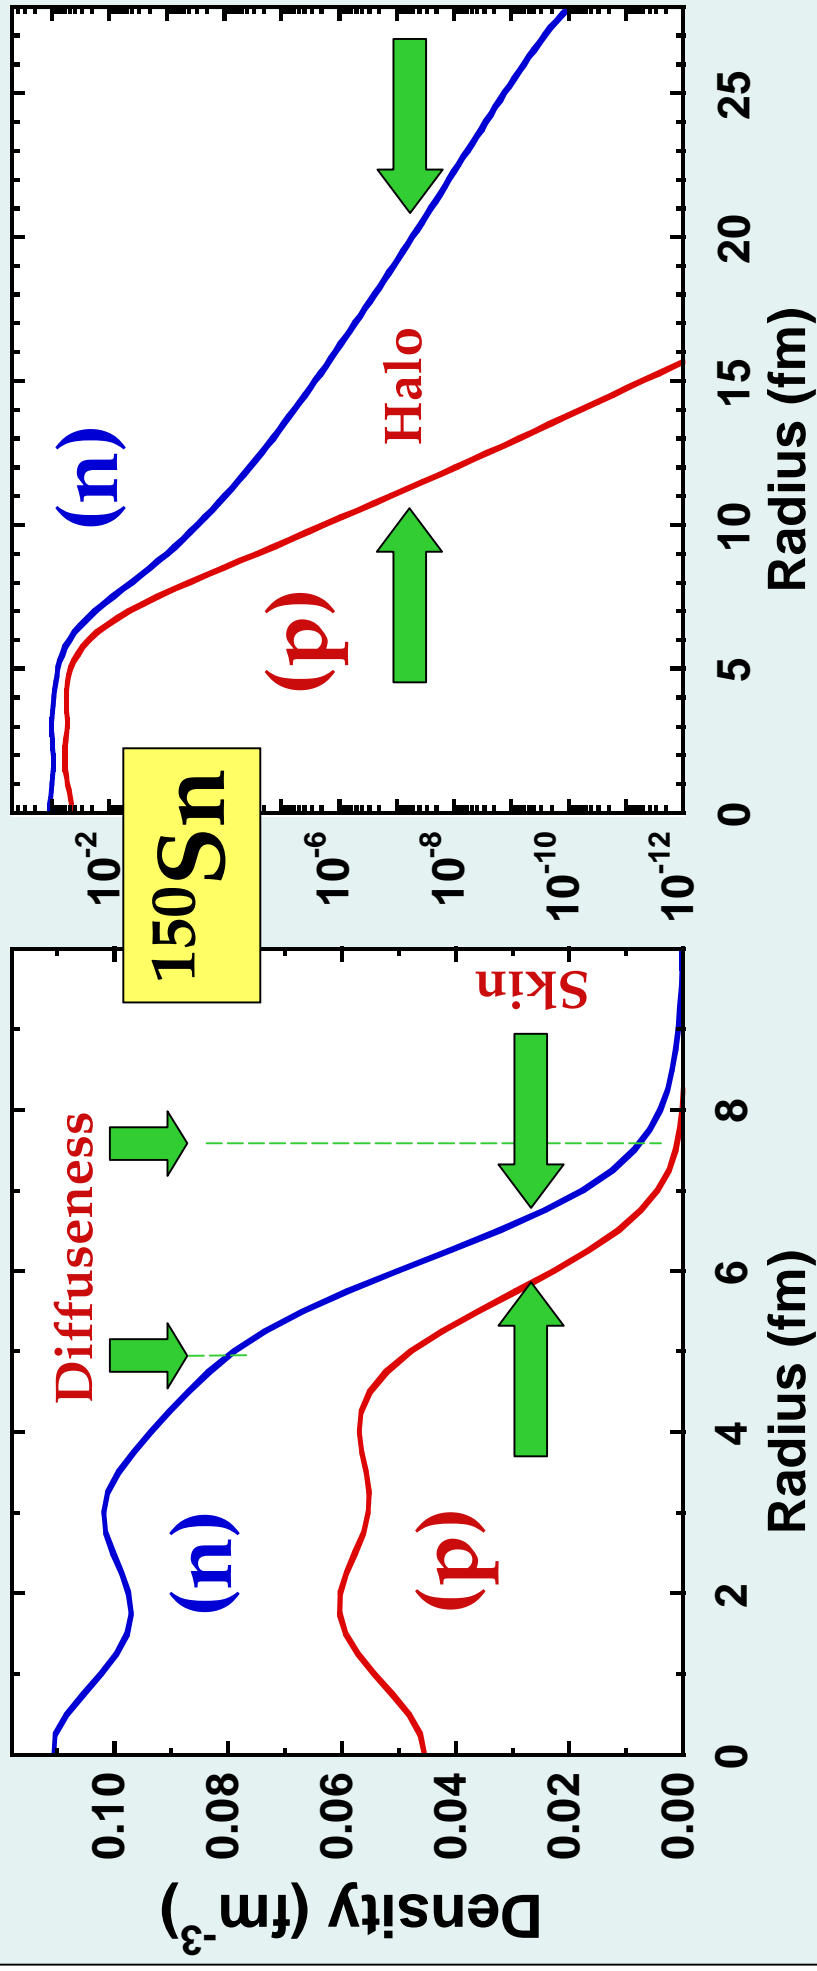 Density (fm-3)
0.10
0.08
0.06
0.04
0.02
0.00
0
2
4
6
8
Radius (fm)
Diffuseness
(n)
(p)
Skin
150Sn
10-2
10-6
10-8
10-10
10-12
0
5
10
15
20
25
Radius (fm)
(n)
(p)
Halo